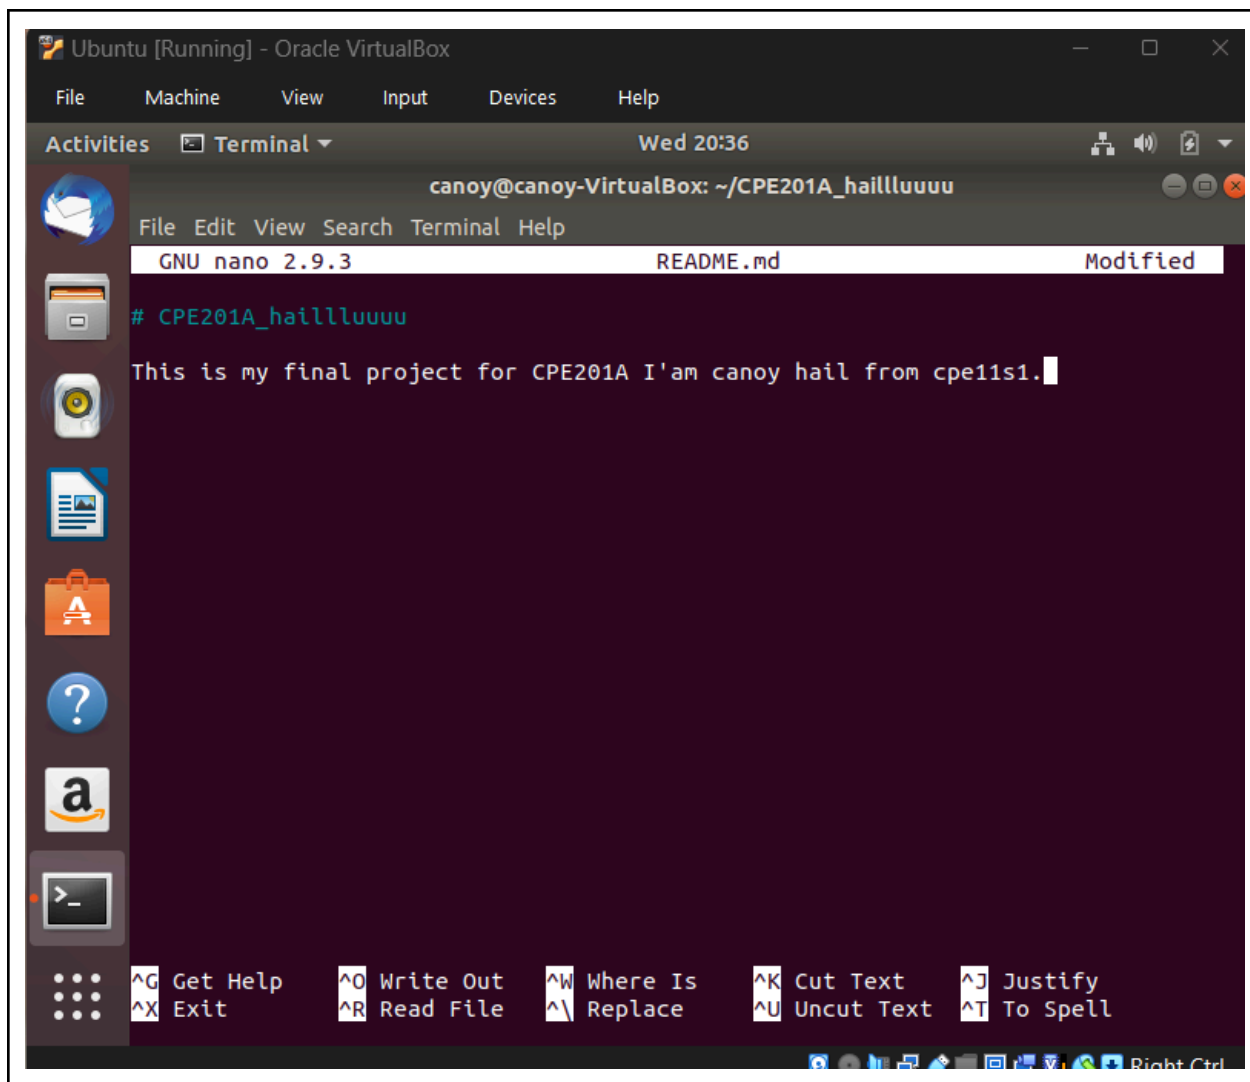 Ubuntu [Running] - Oracle VirtualBox
File Machine View Input Devices Help
Activities Terminal Wed 20:36
canoy@canoy-VirtualBox: ~/CPE201A_haillluuuu
File Edit View Search Terminal Help
GNU nano 2.9.3 README.md Modified
# CPE201A_haillluuuu
This is my final project for CPE201A I'am canoy hail from cpe11s1.
^G Get Help ^O Write Out ^W Where Is ^K Cut Text ^J Justify
^X Exit ^R Read File ^\ Replace ^U Uncut Text ^T To Spell
Right Ctrl